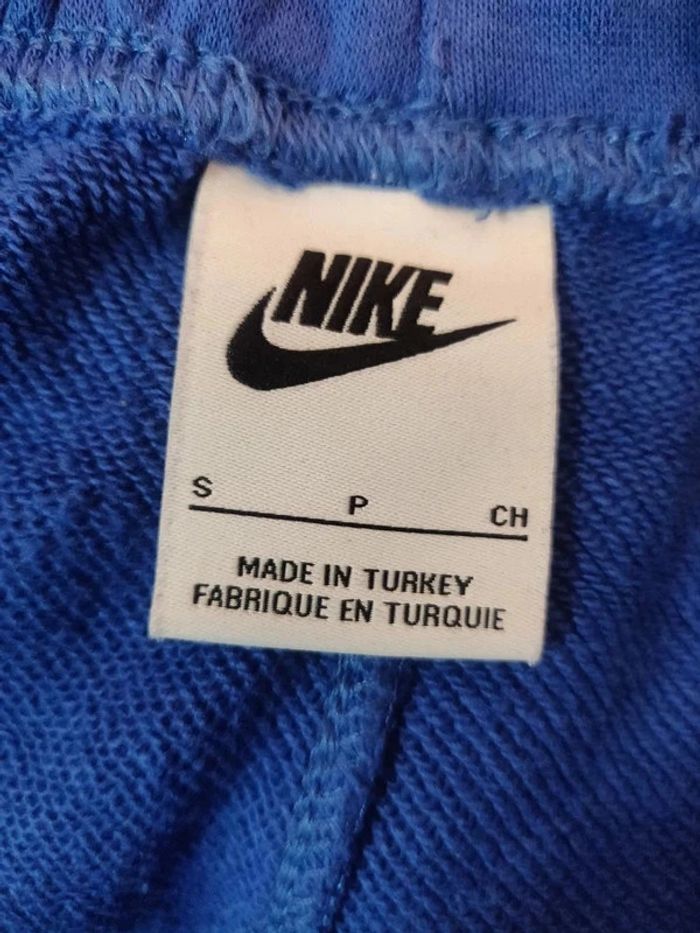 NIKE
S P CH
MADE IN TURKEY
FABRIQUE EN TURQUIE